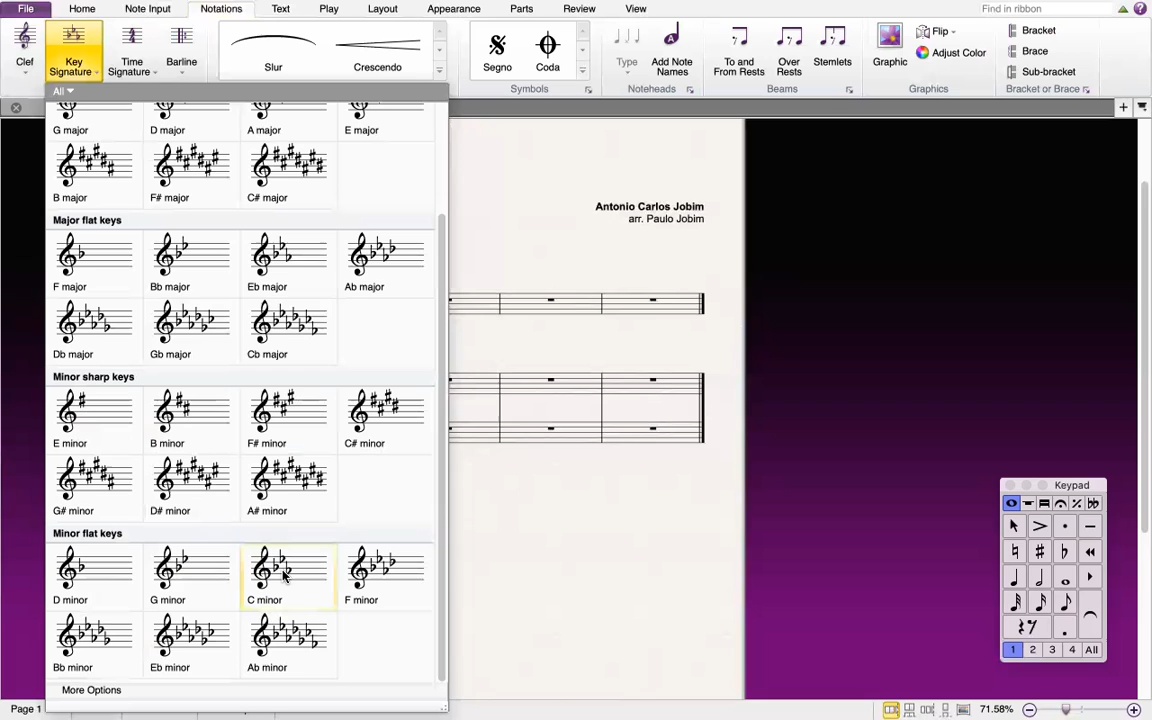 File Home Note Input Notations Text Play Layout Appearance Parts Review View Find in ribbon
Clef
Key Signature
Time Signature
Barline
Slur
Crescendo
Segno
Coda
Symbols
Type
Add Note Names
Noteheads
To and From Rests
Over Rests
Stemlets
Beams
Graphic
Flip
Adjust Color
Graphics
Bracket
Brace
Sub-bracket
Bracket or Brace
All
G major D major A major E major
B major F# major C# major
Major flat keys
F major Bb major Eb major Ab major
Db major Gb major Cb major
Minor sharp keys
E minor B minor F# minor C# minor
G# minor D# minor A# minor
Minor flat keys
D minor G minor C minor F minor
Bb minor Eb minor Ab minor
More Options
Antonio Carlos Jobim
arr. Paulo Jobim
Keypad
1 2 3 4 All
Page 1
71.58%